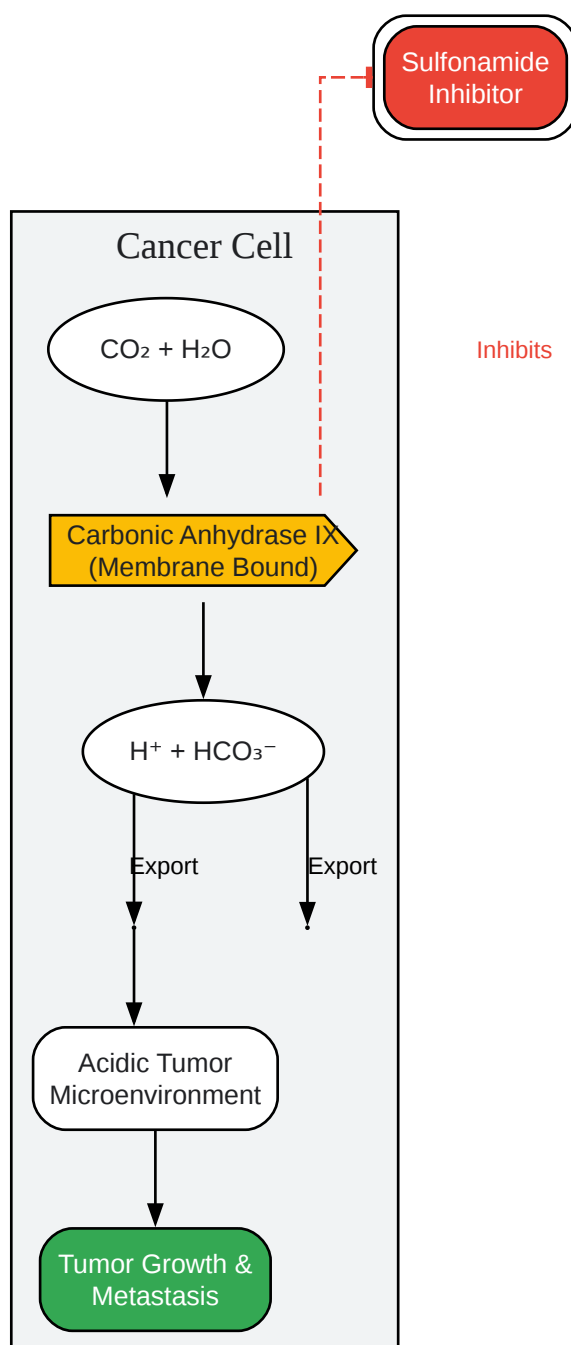 Sulfonamide
Inhibitor
Cancer Cell
CO₂ + H₂O
Inhibits
Carbonic Anhydrase IX
(Membrane Bound)
H⁺ + HCO₃⁻
Export
Export
Acidic Tumor
Microenvironment
Tumor Growth &
Metastasis